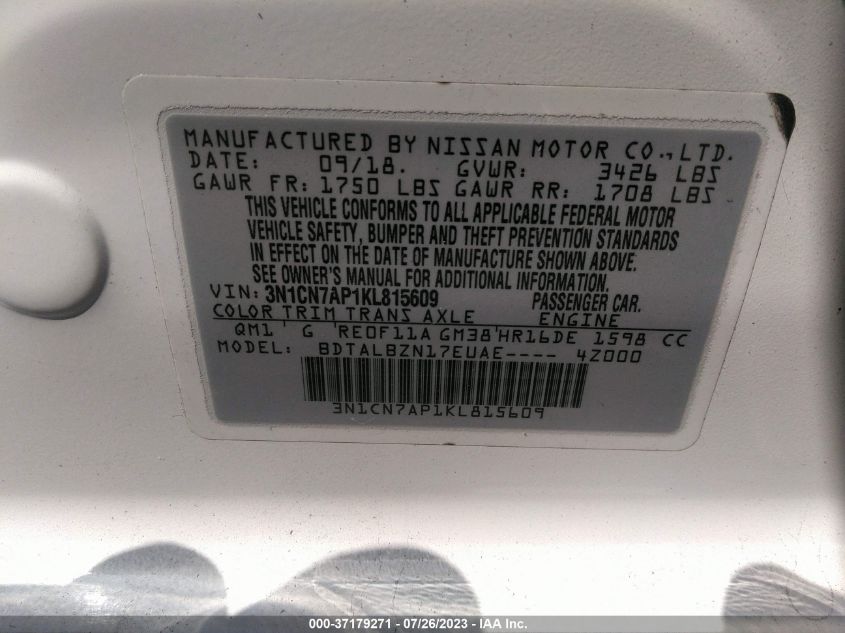 MANUFACTURED BY NISSAN MOTOR CO., LTD.
DATE: 09/18. GVWR: 3426 LBS
GAWR FR: 1750 LBS GAWR RR: 1708 LBS
THIS VEHICLE CONFORMS TO ALL APPLICABLE FEDERAL MOTOR
VEHICLE SAFETY, BUMPER AND THEFT PREVENTION STANDARDS
IN EFFECT ON THE DATE OF MANUFACTURE SHOWN ABOVE.
SEE OWNER'S MANUAL FOR ADDITIONAL INFORMATION.
VIN: 3N1CN7AP1KL815609 PASSENGER CAR.
COLOR TRIM TRANS AXLE ENGINE
QM1 ' G ' RE0F11A GM38 ' HR16DE 1598 CC
MODEL: BDTALBZN17EUAE---- 4Z000
3N1CN7AP1KL815609
000-37179271 - 07/26/2023 - IAA Inc.